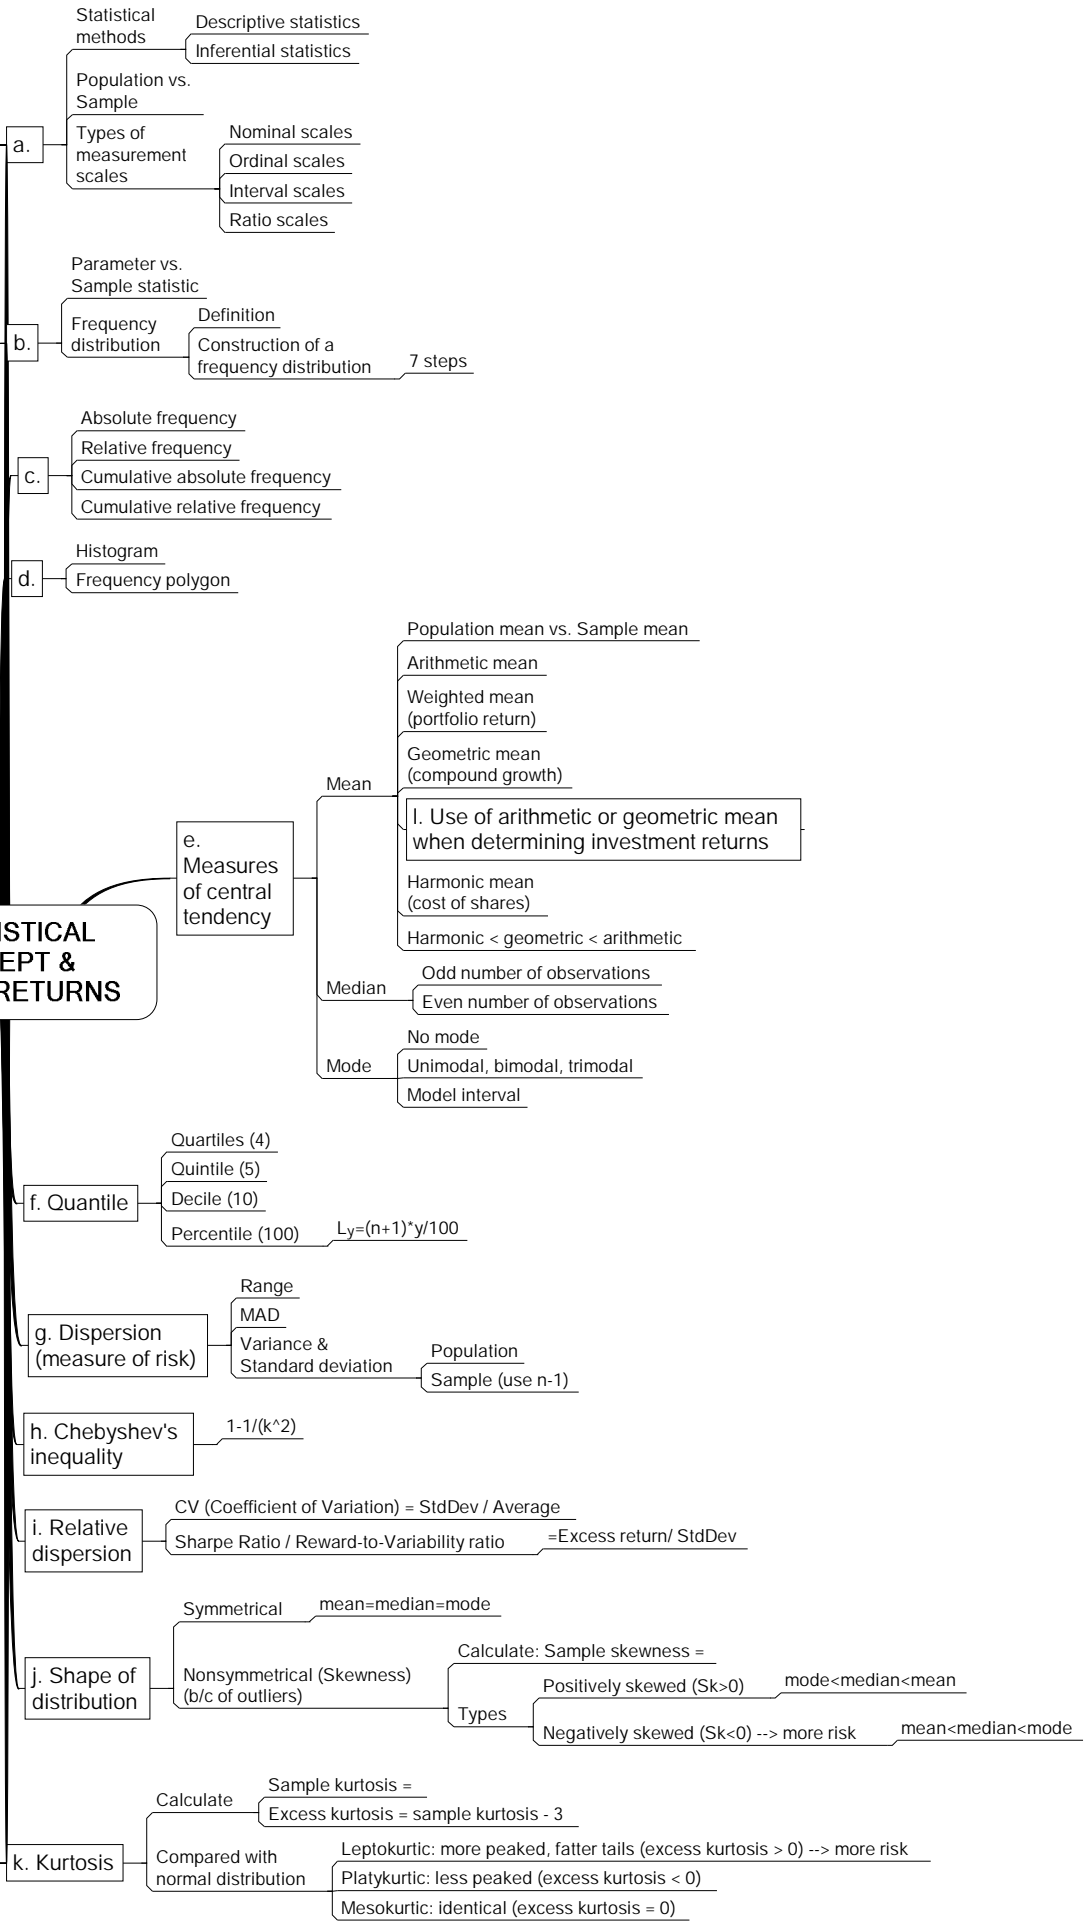 Statistical
methods
Descriptive statistics
Inferential statistics
Population vs.
Sample
a.
Types of
measurement
scales
Nominal scales
Ordinal scales
Interval scales
Ratio scales
Parameter vs.
Sample statistic
b.
Frequency
distribution
Definition
Construction of a
frequency distribution
7 steps
c.
Absolute frequency
Relative frequency
Cumulative absolute frequency
Cumulative relative frequency
d.
Histogram
Frequency polygon
e.
Measures
of central
tendency
Mean
Population mean vs. Sample mean
Arithmetic mean
Weighted mean
(portfolio return)
Geometric mean
(compound growth)
l. Use of arithmetic or geometric mean
when determining investment returns
Harmonic mean
(cost of shares)
Harmonic < geometric < arithmetic
Median
Odd number of observations
Even number of observations
Mode
No mode
Unimodal, bimodal, trimodal
Model interval
ISTICAL
EPT &
RETURNS
f. Quantile
Quartiles (4)
Quintile (5)
Decile (10)
Percentile (100)
Ly=(n+1)*y/100
g. Dispersion
(measure of risk)
Range
MAD
Variance &
Standard deviation
Population
Sample (use n-1)
h. Chebyshev's
inequality
1-1/(k^2)
i. Relative
dispersion
CV (Coefficient of Variation) = StdDev / Average
Sharpe Ratio / Reward-to-Variability ratio
=Excess return/ StdDev
j. Shape of
distribution
Symmetrical
mean=median=mode
Nonsymmetrical (Skewness)
(b/c of outliers)
Calculate: Sample skewness =
Types
Positively skewed (Sk>0)
mode<median<mean
Negatively skewed (Sk<0) --> more risk
mean<median<mode
k. Kurtosis
Calculate
Sample kurtosis =
Excess kurtosis = sample kurtosis - 3
Compared with
normal distribution
Leptokurtic: more peaked, fatter tails (excess kurtosis > 0) --> more risk
Platykurtic: less peaked (excess kurtosis < 0)
Mesokurtic: identical (excess kurtosis = 0)